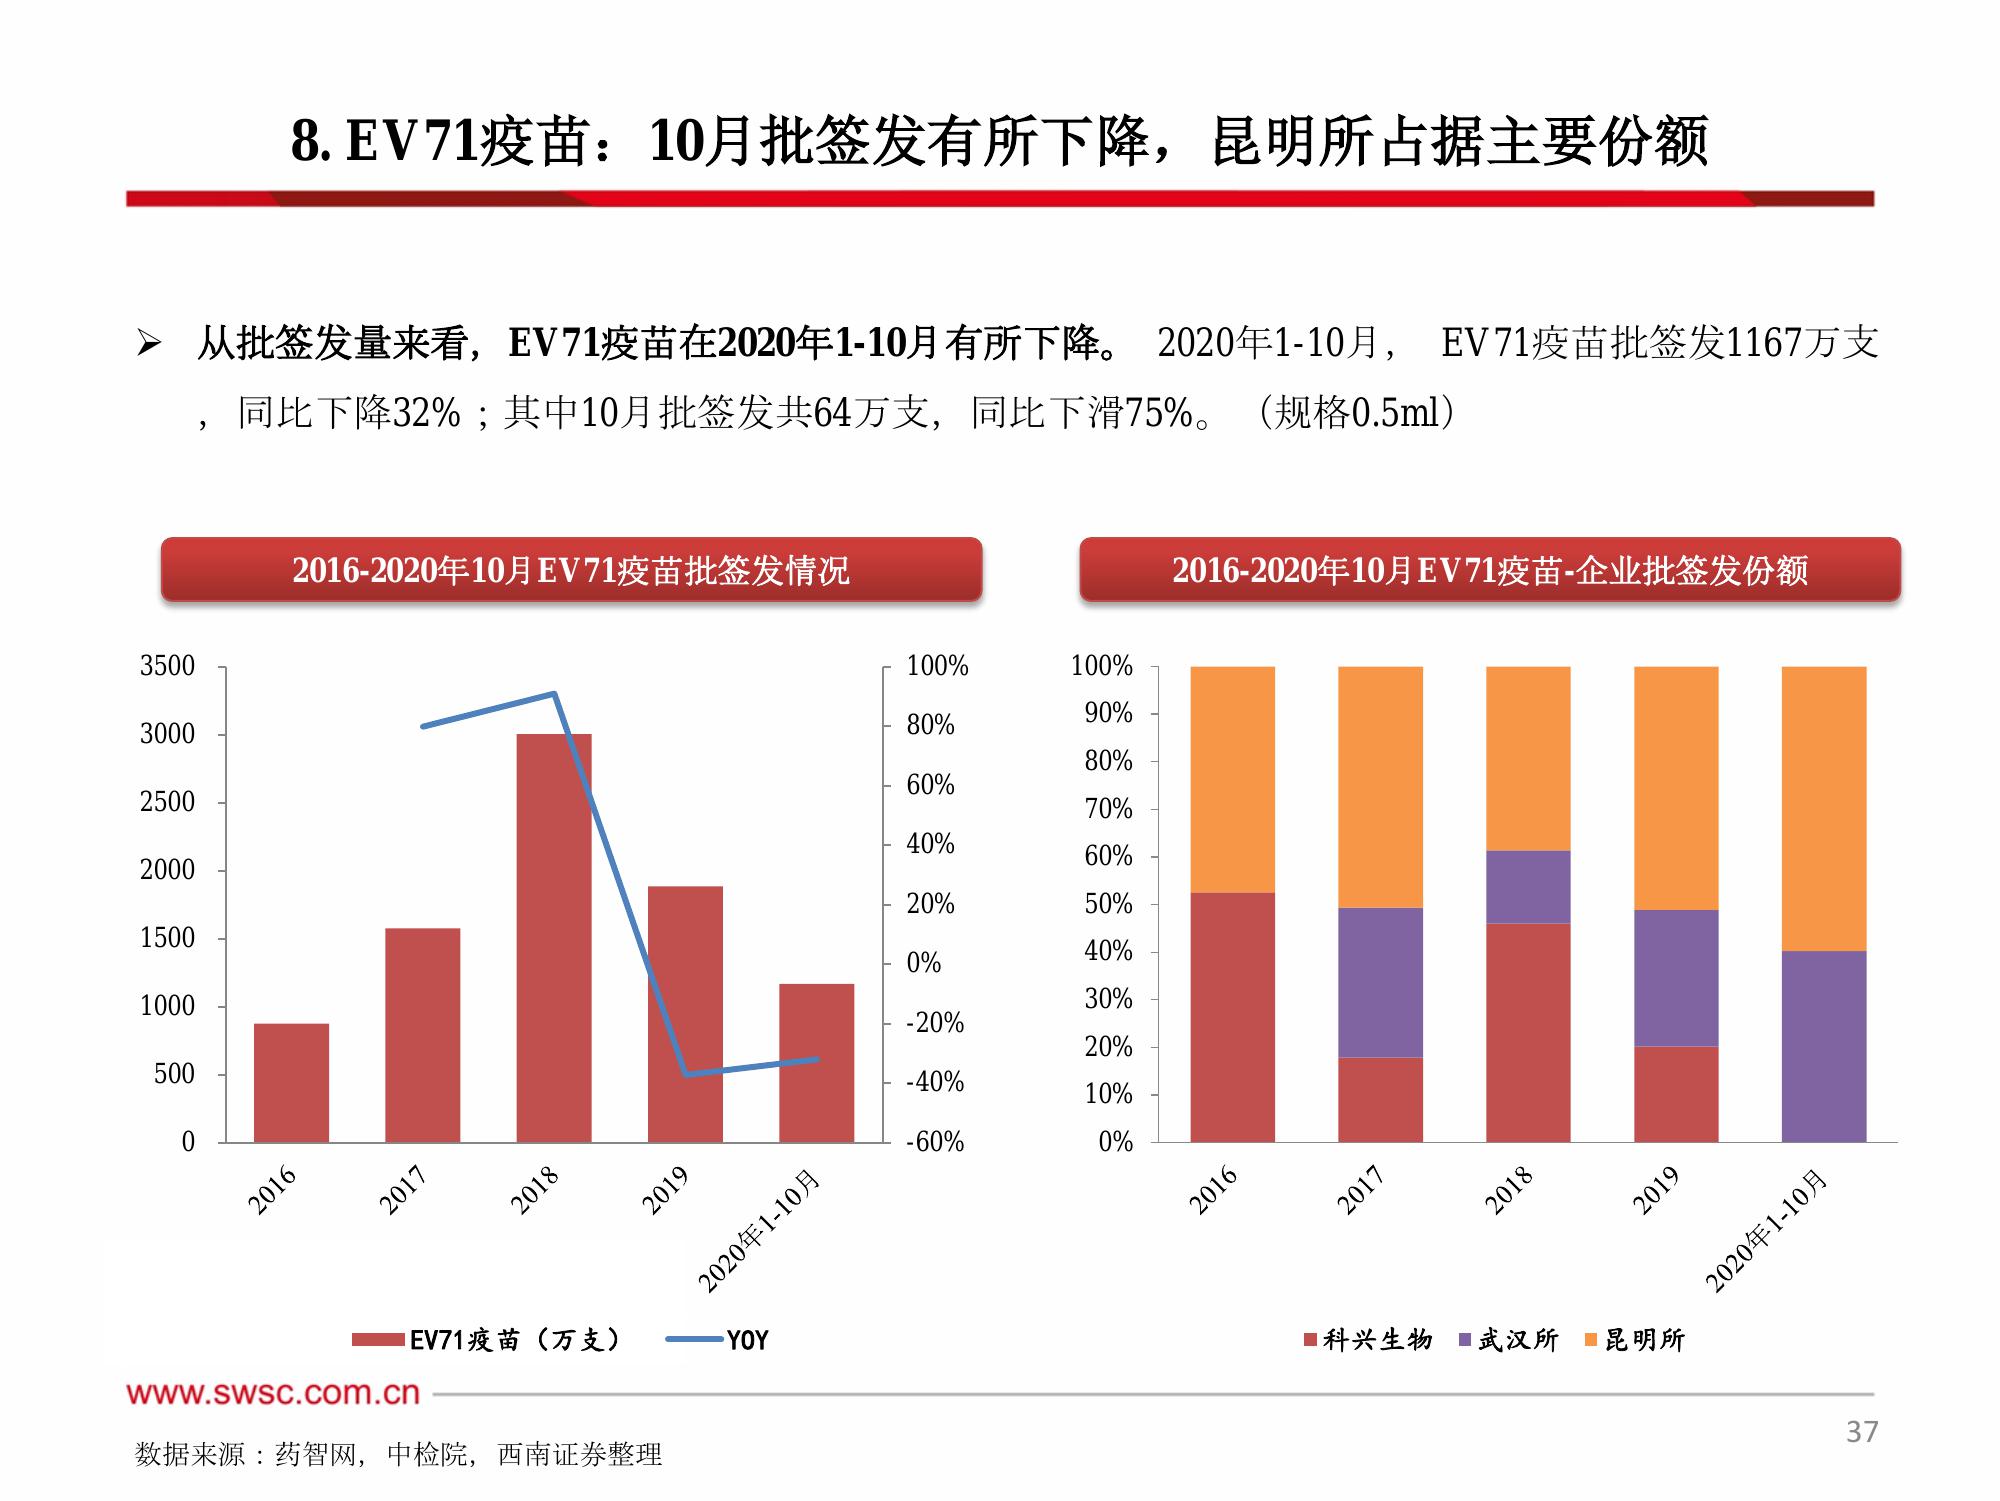 8. EV71疫苗：10月批签发有所下降，昆明所占据主要份额
➢ 从批签发量来看，EV71疫苗在2020年1-10月有所下降。 2020年1-10月， EV71疫苗批签发1167万支
，同比下降32%；其中10月批签发共64万支，同比下滑75%。（规格0.5ml）
2016-2020年10月EV71疫苗批签发情况
3500
3000
2500
2000
1500
1000
500
0
100%
80%
60%
40%
20%
0%
-20%
-40%
-60%
2016
2017
2018
2019
2020年1-10月
EV71疫苗（万支）
YOY
2016-2020年10月EV71疫苗-企业批签发份额
100%
90%
80%
70%
60%
50%
40%
30%
20%
10%
0%
2016
2017
2018
2019
2020年1-10月
科兴生物
武汉所
昆明所
www.swsc.com.cn
37
数据来源：药智网，中检院，西南证券整理